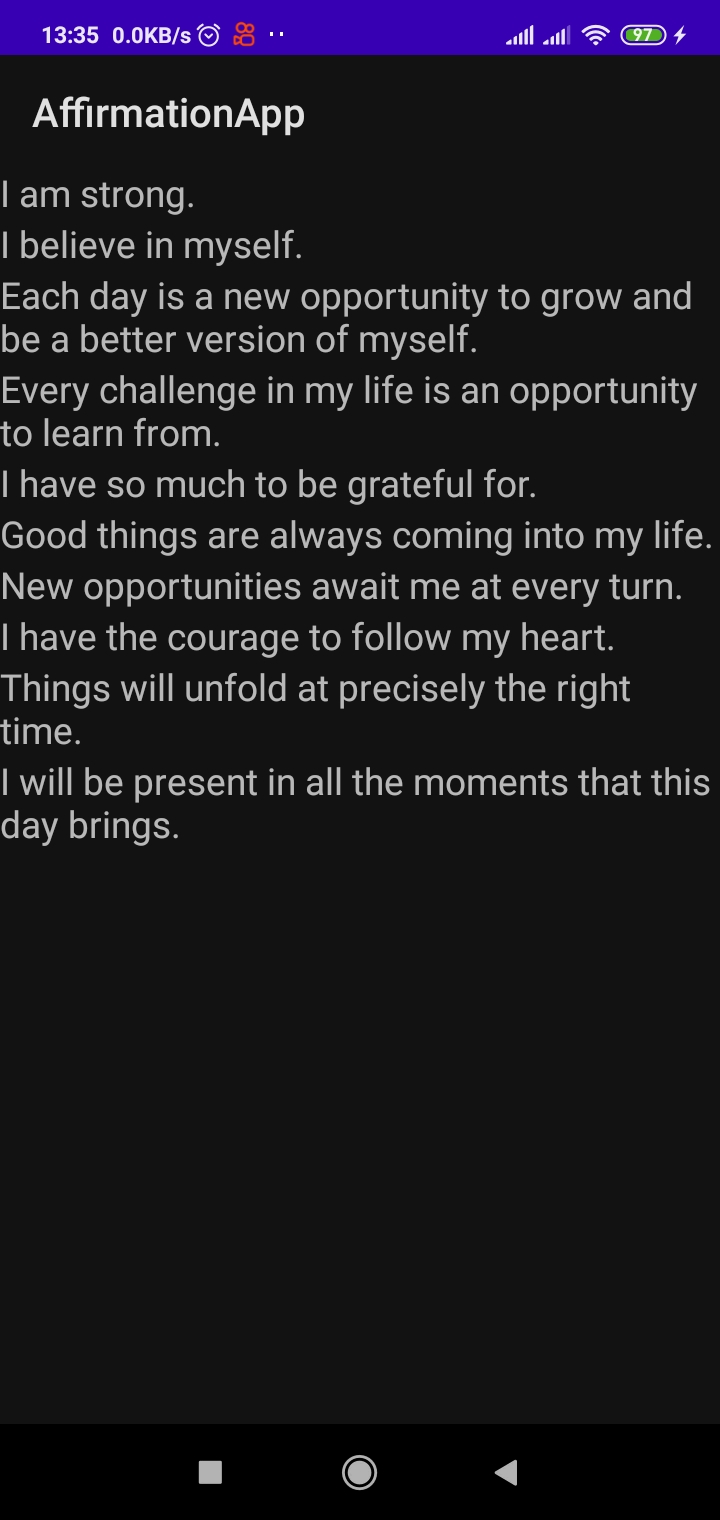 13:35 0.0KB/s 97
AffirmationApp
I am strong.
I believe in myself.
Each day is a new opportunity to grow and
be a better version of myself.
Every challenge in my life is an opportunity
to learn from.
I have so much to be grateful for.
Good things are always coming into my life.
New opportunities await me at every turn.
I have the courage to follow my heart.
Things will unfold at precisely the right
time.
I will be present in all the moments that this
day brings.